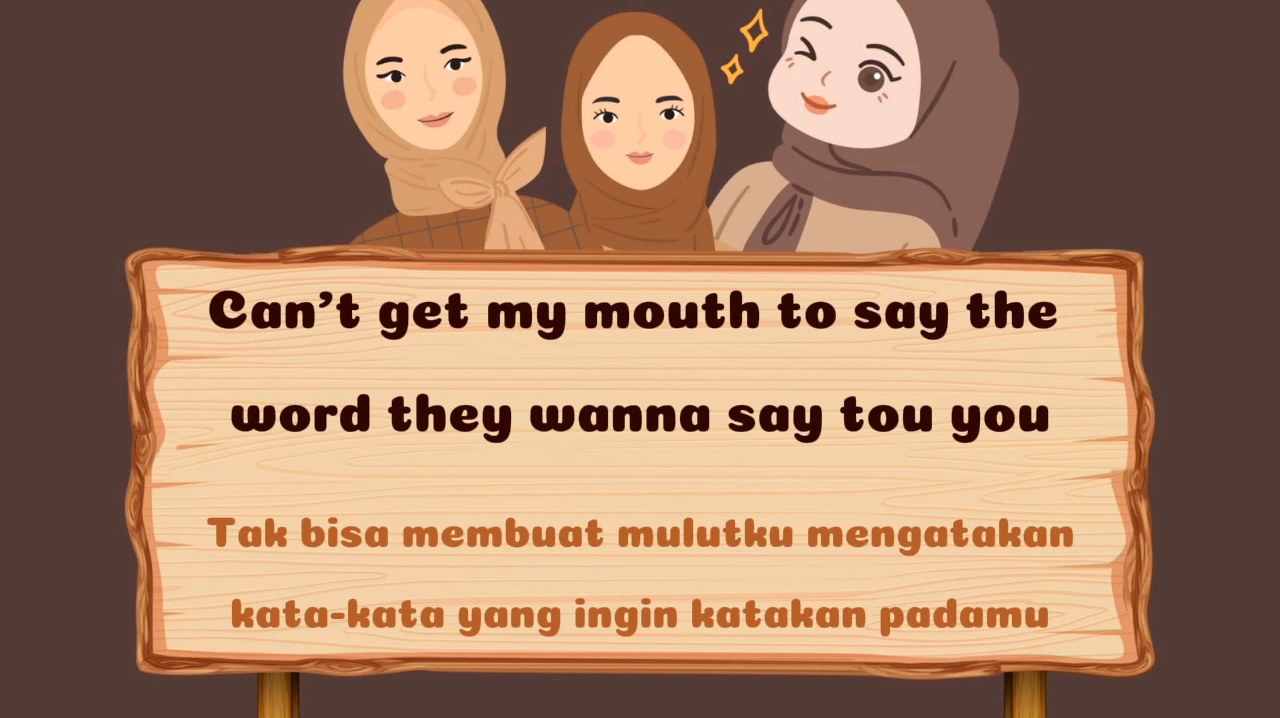 Can’t get my mouth to say the
word they wanna say tou you
Tak bisa membuat mulutku mengatakan
kata-kata yang ingin katakan padamu